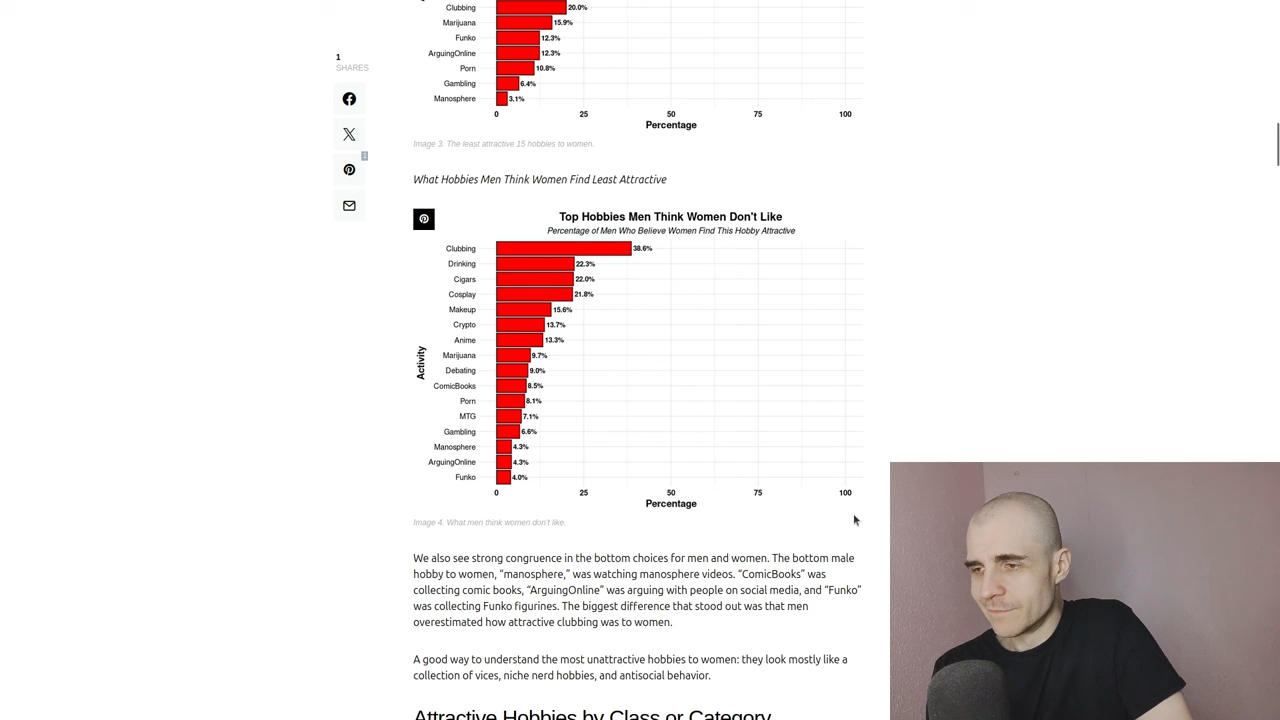 Clubbing 20.0%
Marijuana 15.9%
Funko 12.3%
ArguingOnline 12.3%
Porn 10.8%
Gambling 6.4%
Manosphere 3.1%
0 25 50 75 100
Percentage
1
SHARES
1
Image 3. The least attractive 15 hobbies to women.
What Hobbies Men Think Women Find Least Attractive
Top Hobbies Men Think Women Don't Like
Percentage of Men Who Believe Women Find This Hobby Attractive
Activity
Clubbing 38.6%
Drinking 22.3%
Cigars 22.0%
Cosplay 21.8%
Makeup 15.6%
Crypto 13.7%
Anime 13.3%
Marijuana 9.7%
Debating 9.0%
ComicBooks 8.5%
Porn 8.1%
MTG 7.1%
Gambling 6.6%
Manosphere 4.3%
ArguingOnline 4.3%
Funko 4.0%
0 25 50 75 100
Percentage
Image 4. What men think women don't like.
We also see strong congruence in the bottom choices for men and women. The bottom male
hobby to women, “manosphere,” was watching manosphere videos. “ComicBooks” was
collecting comic books, “ArguingOnline” was arguing with people on social media, and “Funko”
was collecting Funko figurines. The biggest difference that stood out was that men
overestimated how attractive clubbing was to women.
A good way to understand the most unattractive hobbies to women: they look mostly like a
collection of vices, niche nerd hobbies, and antisocial behavior.
Attractive Hobbies by Class or Category